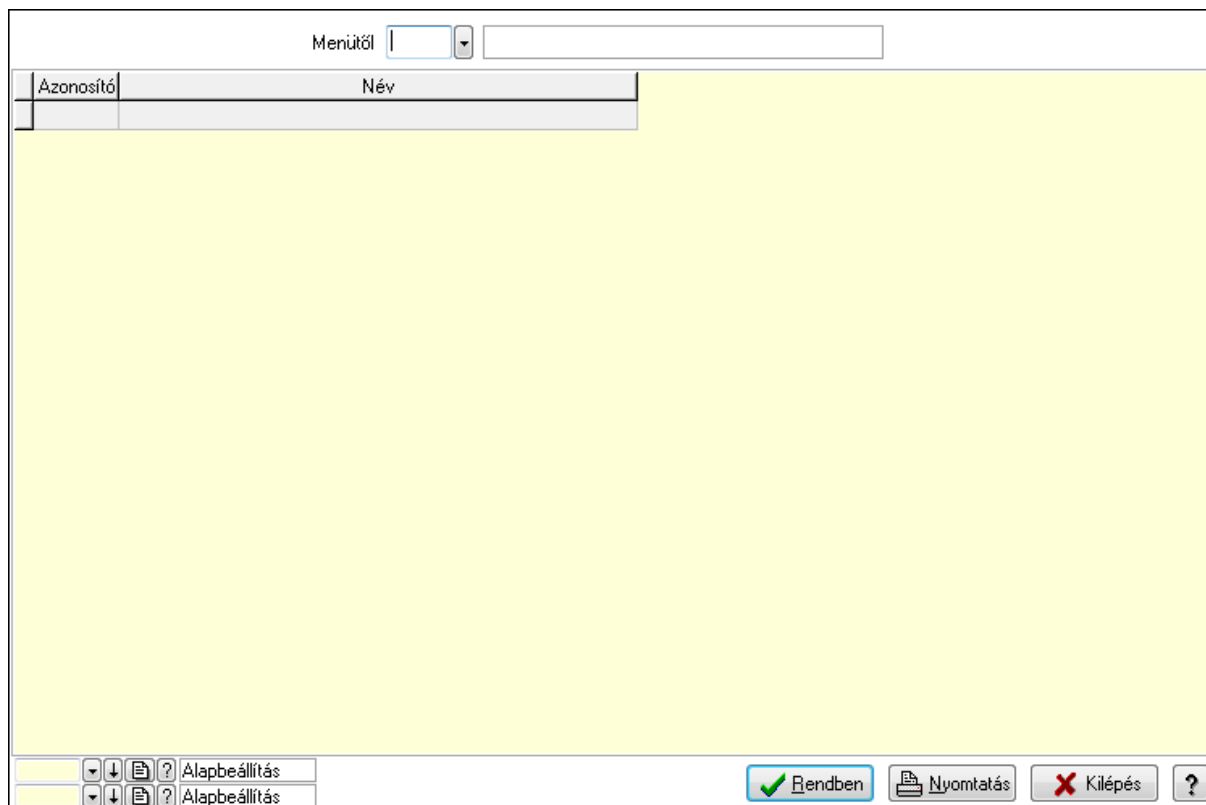 Menütől
Azonosító Név
? Alapbeállítás
? Alapbeállítás
Rendben Nyomtatás Kilépés ?